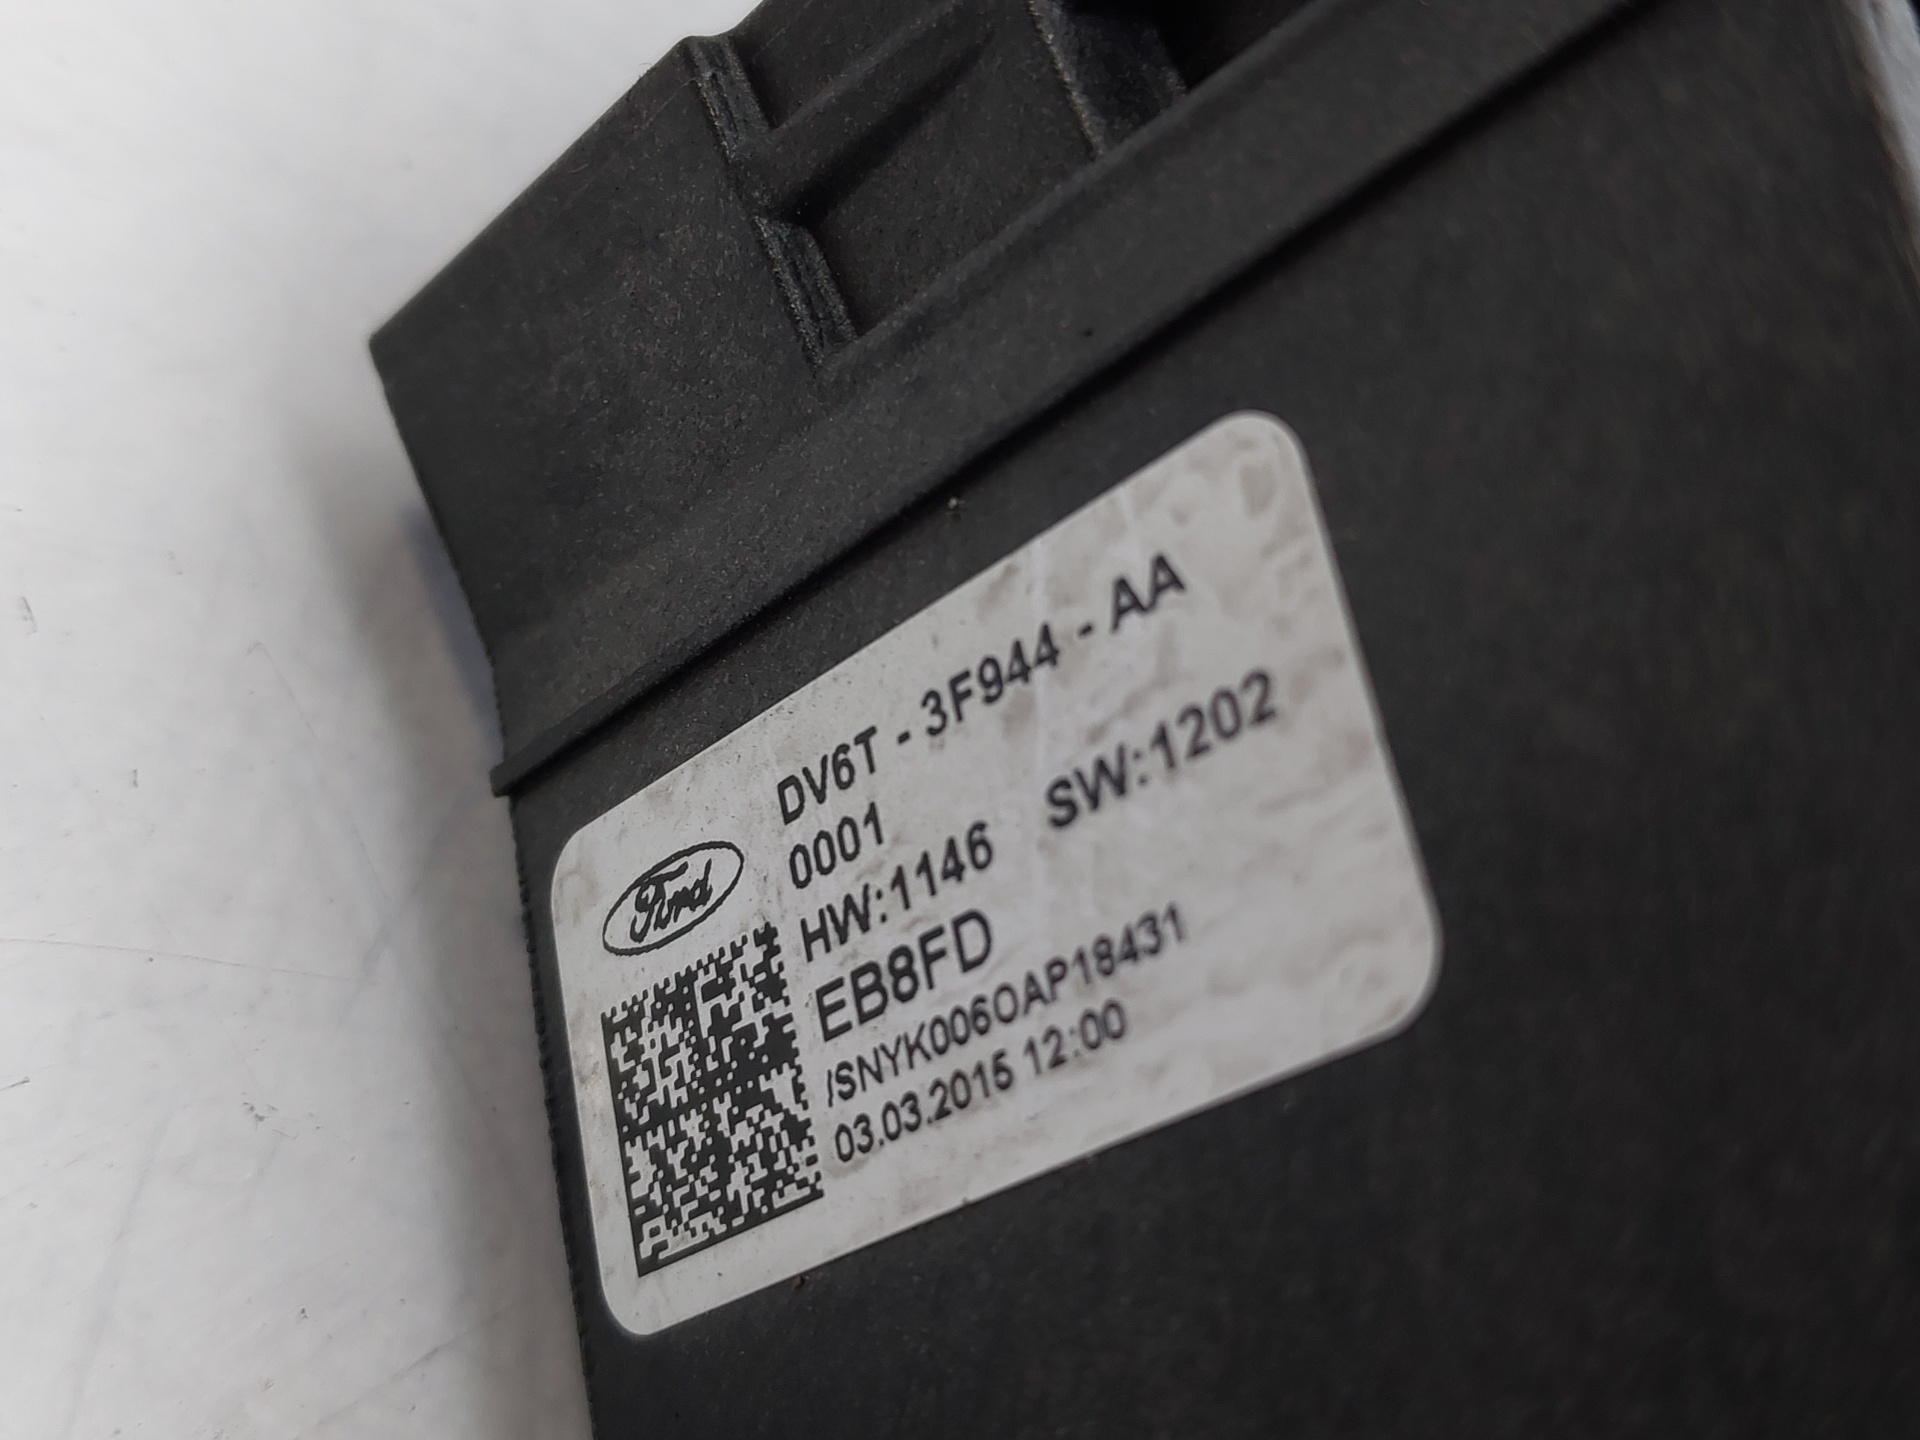 Ford
DV6T - 3F944 - AA
0001
HW:1146 SW:1202
EB8FD
/SNYK006OAP18431
03.03.2015 12:00